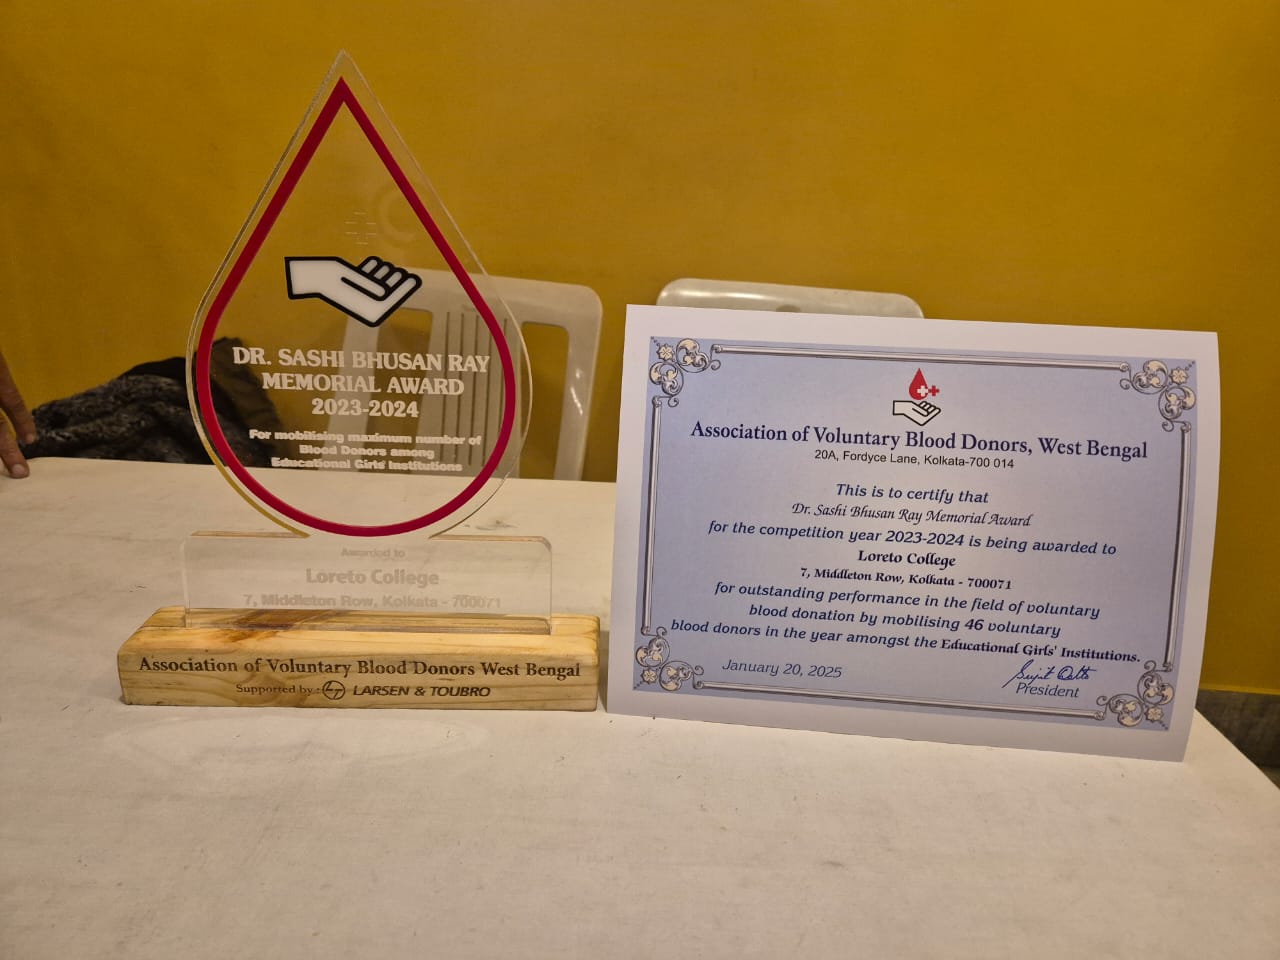 DR. SASHI BHUSAN RAY
MEMORIAL AWARD
2023-2024
For mobilising maximum number of
Blood Donors among
Educational Girls' Institutions
Awarded to
Loreto College
7, Middleton Row, Kolkata - 700071
Association of Voluntary Blood Donors West Bengal
Supported by : LT LARSEN & TOUBRO
Association of Voluntary Blood Donors, West Bengal
20A, Fordyce Lane, Kolkata-700 014
This is to certify that
Dr. Sashi Bhusan Ray Memorial Award
for the competition year 2023-2024 is being awarded to
Loreto College
7, Middleton Row, Kolkata - 700071
for outstanding performance in the field of voluntary
blood donation by mobilising 46 voluntary
blood donors in the year amongst the Educational Girls' Institutions.
January 20, 2025
President